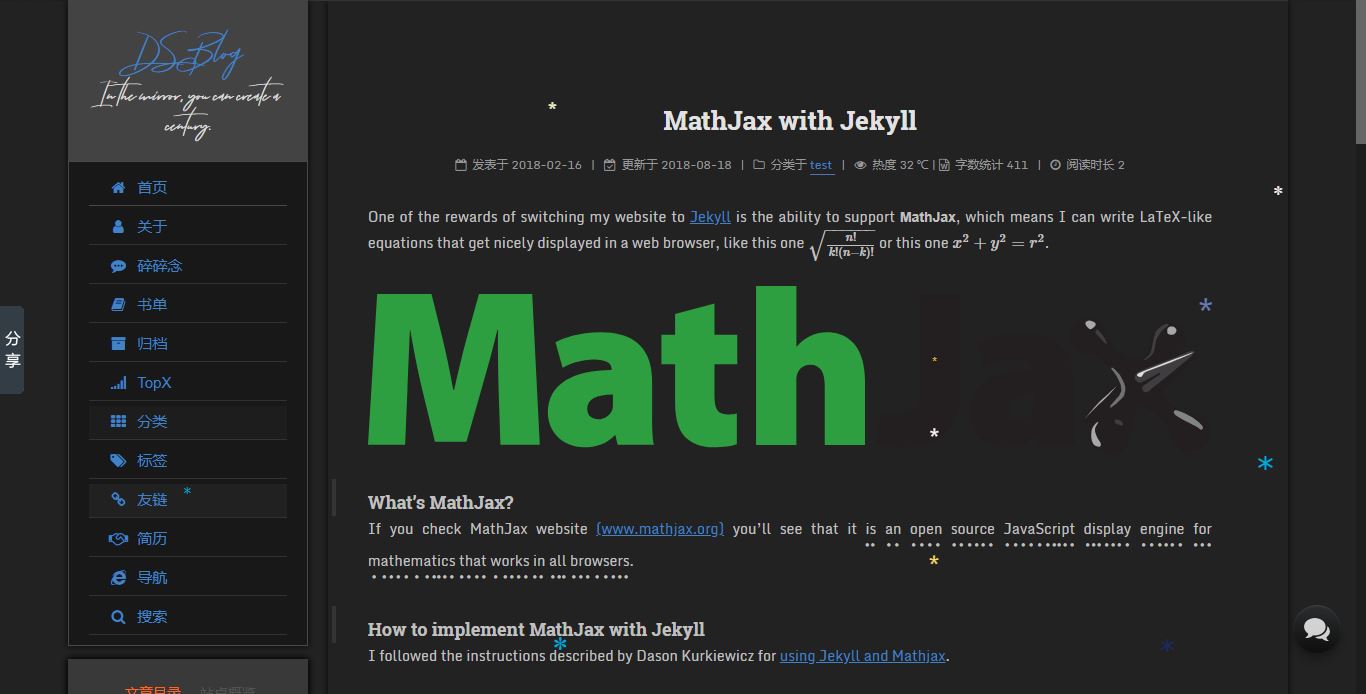 DS_Blog
In the mirror, you can create a
century.
首页
关于
碎碎念
书单
归档
TopX
分类
标签
友链
简历
导航
搜索
文章目录 站点概览
分享
MathJax with Jekyll
发表于 2018-02-16 | 更新于 2018-08-18 | 分类于 test | 热度 32 ℃ | 字数统计 411 | 阅读时长 2
One of the rewards of switching my website to Jekyll is the ability to support MathJax, which means I can write LaTeX-like
equations that get nicely displayed in a web browser, like this one √(n!/(k!(n−k)!)) or this one x² + y² = r².
MathJax
What's MathJax?
If you check MathJax website (www.mathjax.org) you'll see that it is an open source JavaScript display engine for
mathematics that works in all browsers.
How to implement MathJax with Jekyll
I followed the instructions described by Dason Kurkiewicz for using Jekyll and Mathjax.